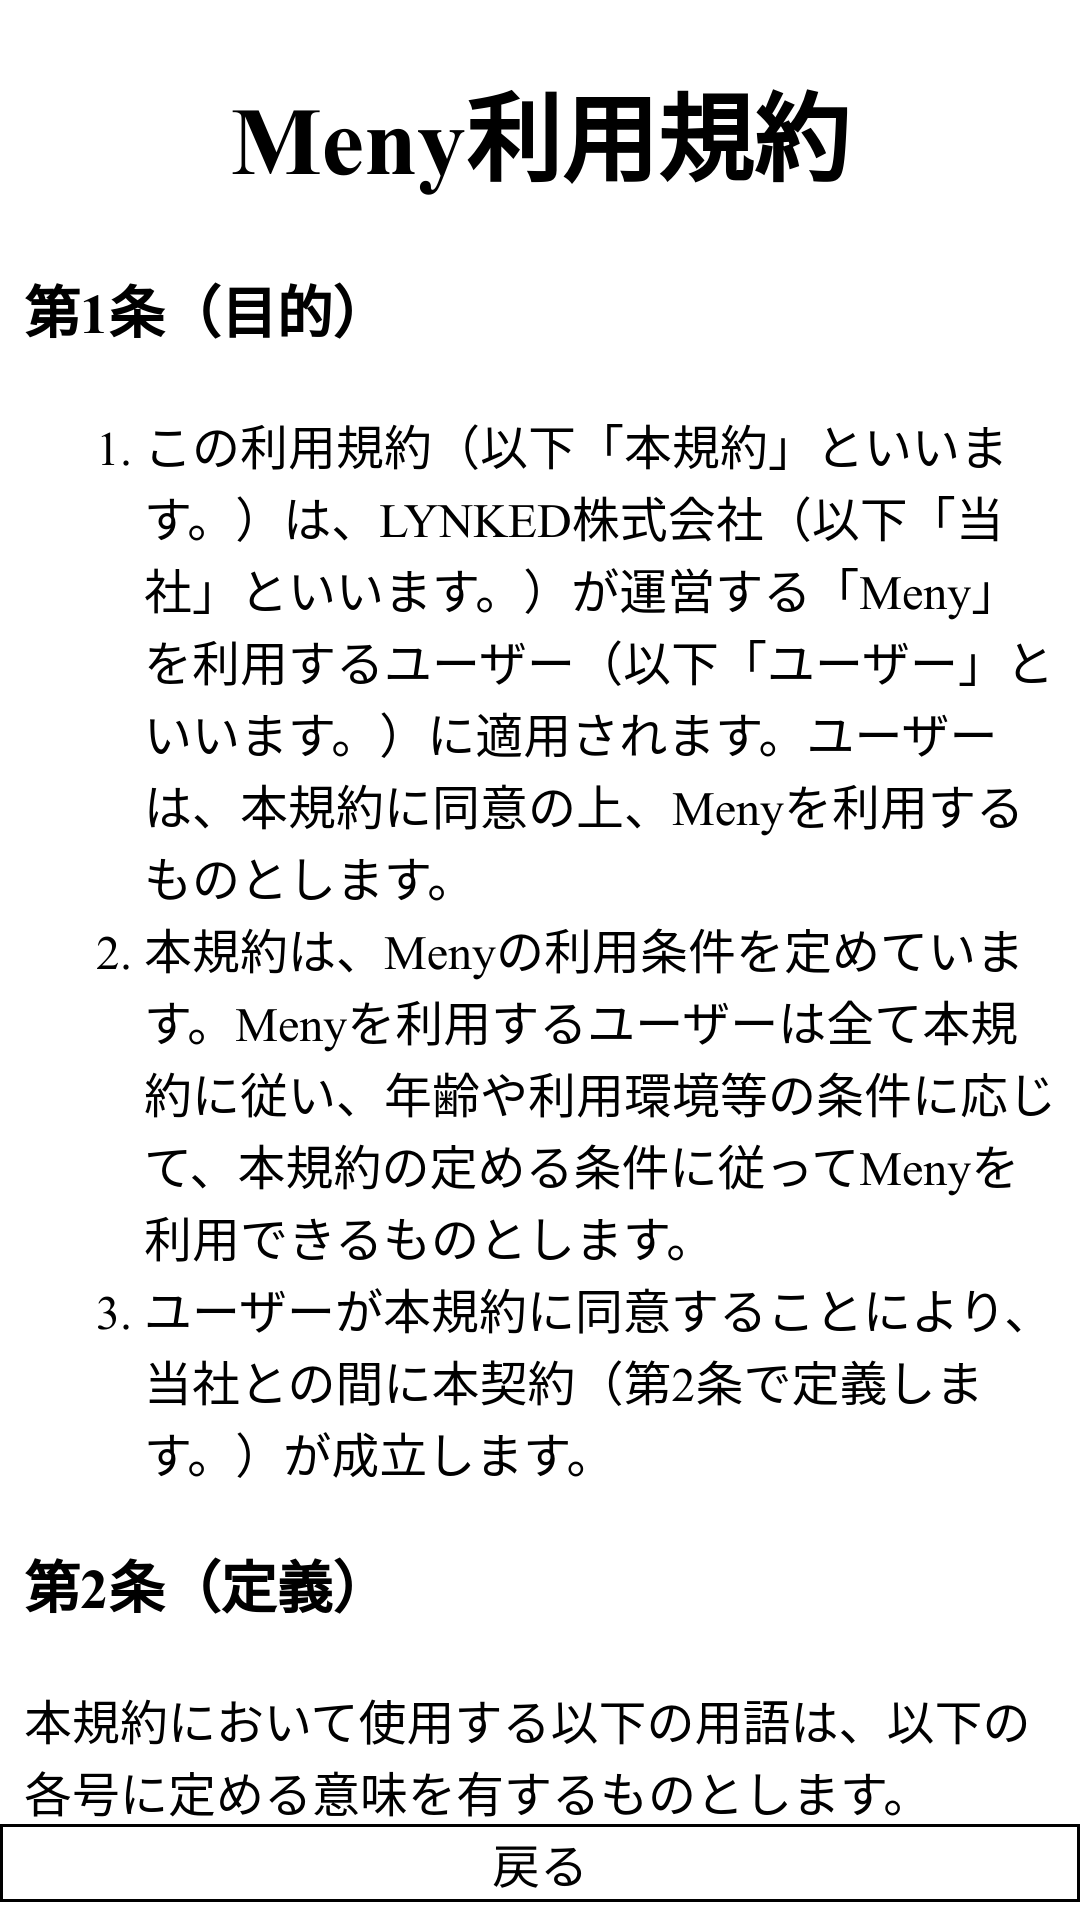 Meny利用規約
第1条（目的）
1. この利用規約（以下「本規約」といいま
す。）は、LYNKED株式会社（以下「当
社」といいます。）が運営する「Meny」
を利用するユーザー（以下「ユーザー」と
いいます。）に適用されます。ユーザー
は、本規約に同意の上、Menyを利用する
ものとします。
2. 本規約は、Menyの利用条件を定めていま
す。Menyを利用するユーザーは全て本規
約に従い、年齢や利用環境等の条件に応じ
て、本規約の定める条件に従ってMenyを
利用できるものとします。
3. ユーザーが本規約に同意することにより、
当社との間に本契約（第2条で定義しま
す。）が成立します。
第2条（定義）
本規約において使用する以下の用語は、以下の
各号に定める意味を有するものとします。
戻る